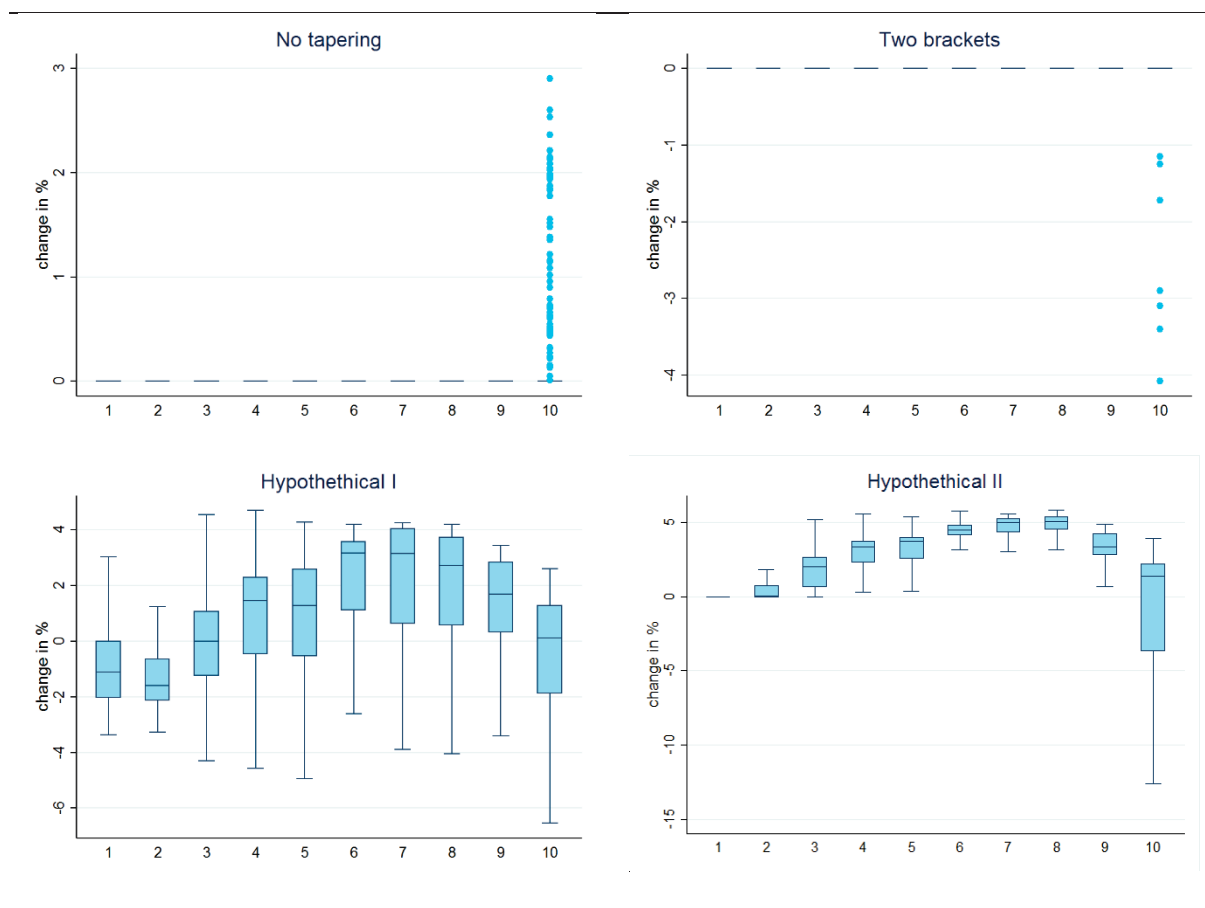 No tapering
change in %
3
2
1
0
1 2 3 4 5 6 7 8 9 10
Two brackets
change in %
0
-1
-2
-3
-4
1 2 3 4 5 6 7 8 9 10
Hypothethical I
change in %
4
2
0
-2
-4
-6
1 2 3 4 5 6 7 8 9 10
Hypothethical II
change in %
5
0
-5
-10
-15
1 2 3 4 5 6 7 8 9 10